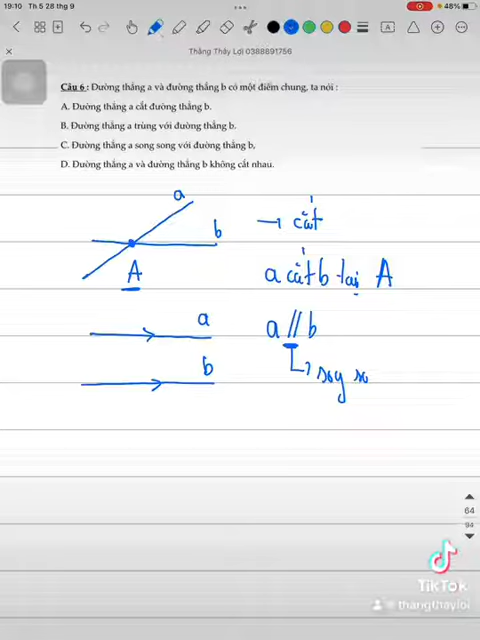 19:10 Th 5 28 thg 9
48%
Thắng Thầy Lợi 0388691756
Câu 6 : Đường thẳng a và đường thẳng b có một điểm chung, ta nói :
A. Đường thẳng a cắt đường thẳng b.
B. Đường thẳng a trùng với đường thẳng b.
C. Đường thẳng a song song với đường thẳng b,
D. Đường thẳng a và đường thẳng b không cắt nhau.
a
b → cắt
A a cắt b tại A
a a // b
b
↳ song so
64
94
TikTok
thangthayloi